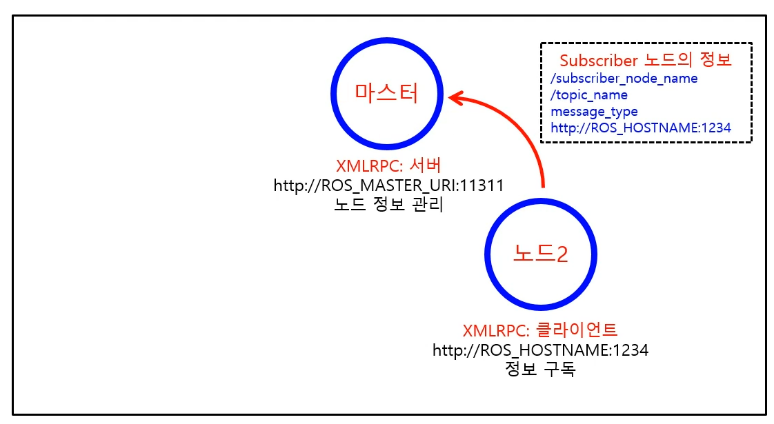 마스터
XMLRPC: 서버
http://ROS_MASTER_URI:11311
노드 정보 관리
Subscriber 노드의 정보
/subscriber_node_name
/topic_name
message_type
http://ROS_HOSTNAME:1234
노드2
XMLRPC: 클라이언트
http://ROS_HOSTNAME:1234
정보 구독